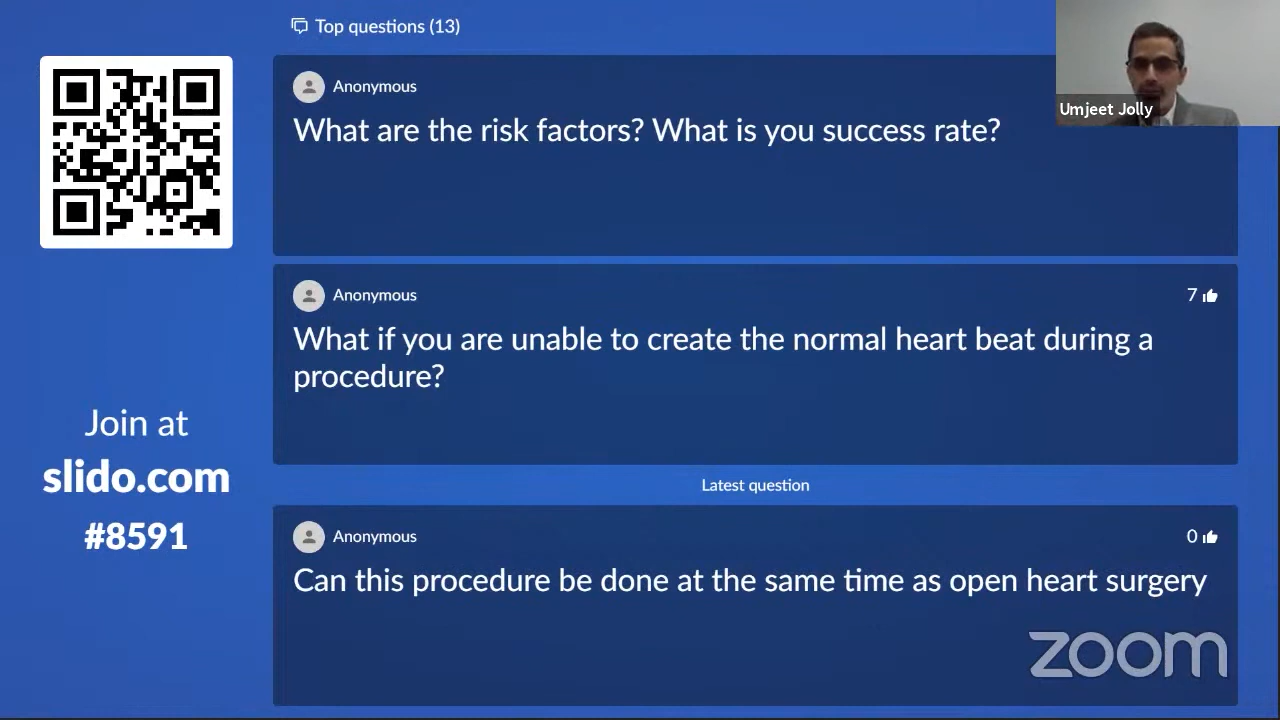 Top questions (13)
Anonymous
What are the risk factors? What is you success rate?
Umjeet Jolly
Anonymous
7
What if you are unable to create the normal heart beat during a
procedure?
Join at
slido.com
#8591
Latest question
Anonymous
0
Can this procedure be done at the same time as open heart surgery
zoom